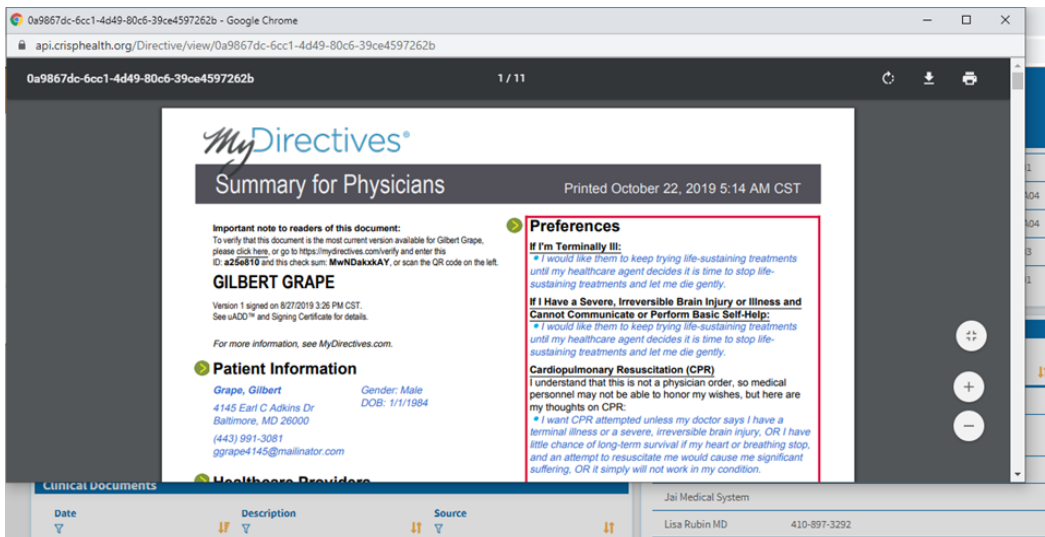 0a9867dc-6cc1-4d49-80c6-39ce4597262b - Google Chrome
api.crisphealth.org/Directive/view/0a9867dc-6cc1-4d49-80c6-39ce4597262b
0a9867dc-6cc1-4d49-80c6-39ce4597262b
1 / 11
MyDirectives®
Summary for Physicians
Printed October 22, 2019 5:14 AM CST
Important note to readers of this document:
To verify that this document is the most current version available for Gilbert Grape,
please click here, or go to https://mydirectives.com/verify and enter this
ID: a25e810 and this check sum: MwNDakxkAY, or scan the QR code on the left.
GILBERT GRAPE
Version 1 signed on 8/27/2019 3:26 PM CST.
See uADD™ and Signing Certificate for details.
For more information, see MyDirectives.com.
Patient Information
Grape, Gilbert
4145 Earl C Adkins Dr
Baltimore, MD 26000
(443) 991-3081
ggrape4145@mailinator.com
Gender: Male
DOB: 1/1/1984
Healthcare Providers
Preferences
If I'm Terminally Ill:
• I would like them to keep trying life-sustaining treatments
until my healthcare agent decides it is time to stop life-
sustaining treatments and let me die gently.
If I Have a Severe, Irreversible Brain Injury or Illness and
Cannot Communicate or Perform Basic Self-Help:
• I would like them to keep trying life-sustaining treatments
until my healthcare agent decides it is time to stop life-
sustaining treatments and let me die gently.
Cardiopulmonary Resuscitation (CPR)
I understand that this is not a physician order, so medical
personnel may not be able to honor my wishes, but here are
my thoughts on CPR:
• I want CPR attempted unless my doctor says I have a
terminal illness or a severe, irreversible brain injury, OR I have
little chance of long-term survival if my heart or breathing stop,
and an attempt to resuscitate me would cause me significant
suffering, OR it simply will not work in my condition.
Clinical Documents
Date
Description
Source
Jai Medical System
Lisa Rubin MD
410-897-3292